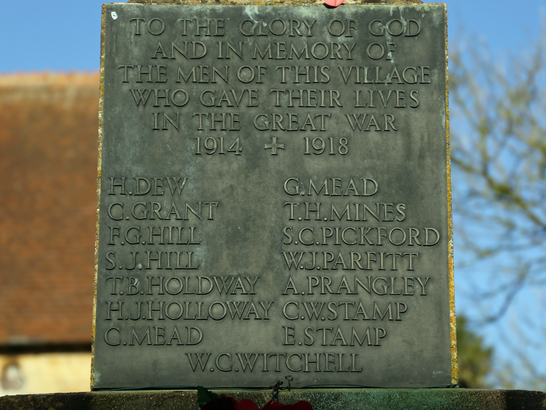 TO THE GLORY OF GOD
AND IN MEMORY OF
THE MEN OF THIS VILLAGE
WHO GAVE THEIR LIVES
IN THE GREAT WAR
1914 + 1918
H.DEW G.MEAD
C.GRANT T.H.MINES
F.G.HILL S.C.PICKFORD
S.J.HILL W.J.PARFITT
T.B.HOLDWAY A.PRANGLEY
H.J.HOLLOWAY C.W.STAMP
C.MEAD E.STAMP
W.C.WITCHELL